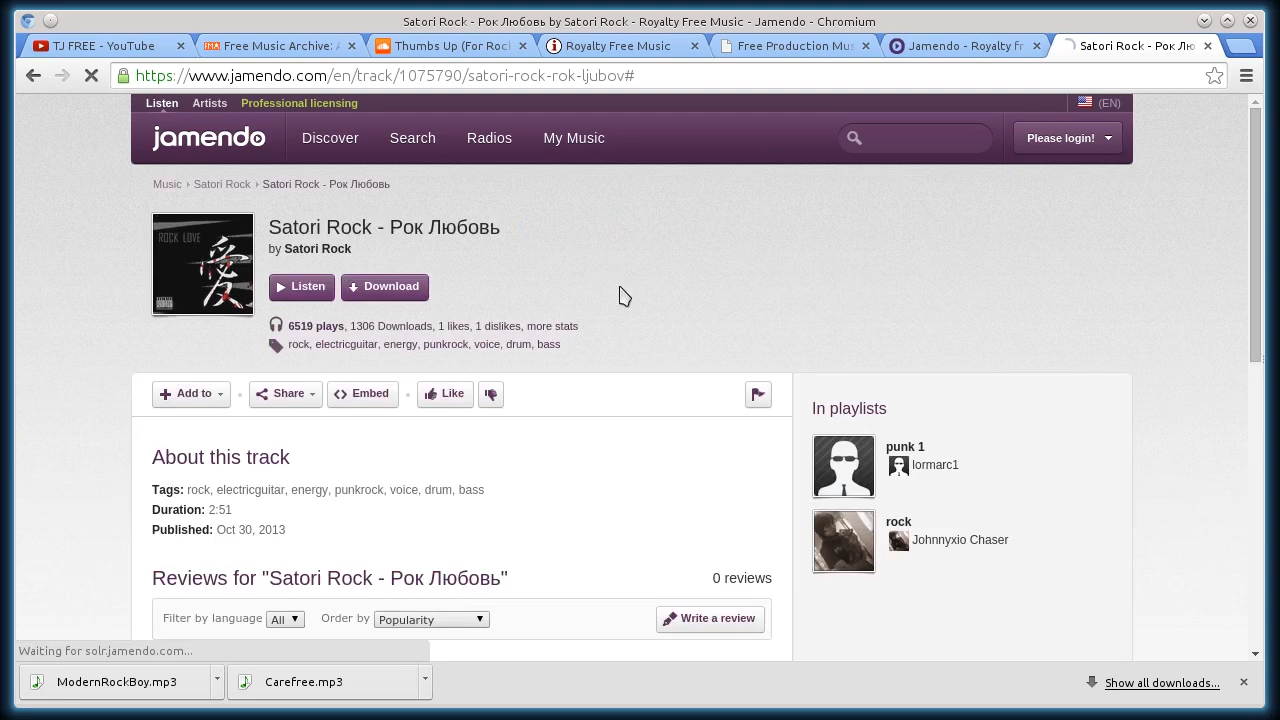 Satori Rock - Рок Любовь by Satori Rock - Royalty Free Music - Jamendo - Chromium
TJ FREE - YouTube
Free Music Archive: A
Thumbs Up (For Rock
Royalty Free Music
Free Production Mus
Jamendo - Royalty Fr
Satori Rock - Рок Лю
https://www.jamendo.com/en/track/1075790/satori-rock-rok-ljubov#
Listen Artists Professional licensing (EN)
jamendo Discover Search Radios My Music Please login!
Music Satori Rock Satori Rock - Рок Любовь
ROCK LOVE
愛
Satori Rock - Рок Любовь
by Satori Rock
Listen Download
6519 plays, 1306 Downloads, 1 likes, 1 dislikes, more stats
rock, electricguitar, energy, punkrock, voice, drum, bass
Add to Share Embed Like
About this track
Tags: rock, electricguitar, energy, punkrock, voice, drum, bass
Duration: 2:51
Published: Oct 30, 2013
Reviews for "Satori Rock - Рок Любовь" 0 reviews
Filter by language All Order by Popularity Write a review
In playlists
punk 1
lormarc1
rock
Johnnyxio Chaser
Waiting for solr.jamendo.com...
ModernRockBoy.mp3 Carefree.mp3 Show all downloads...